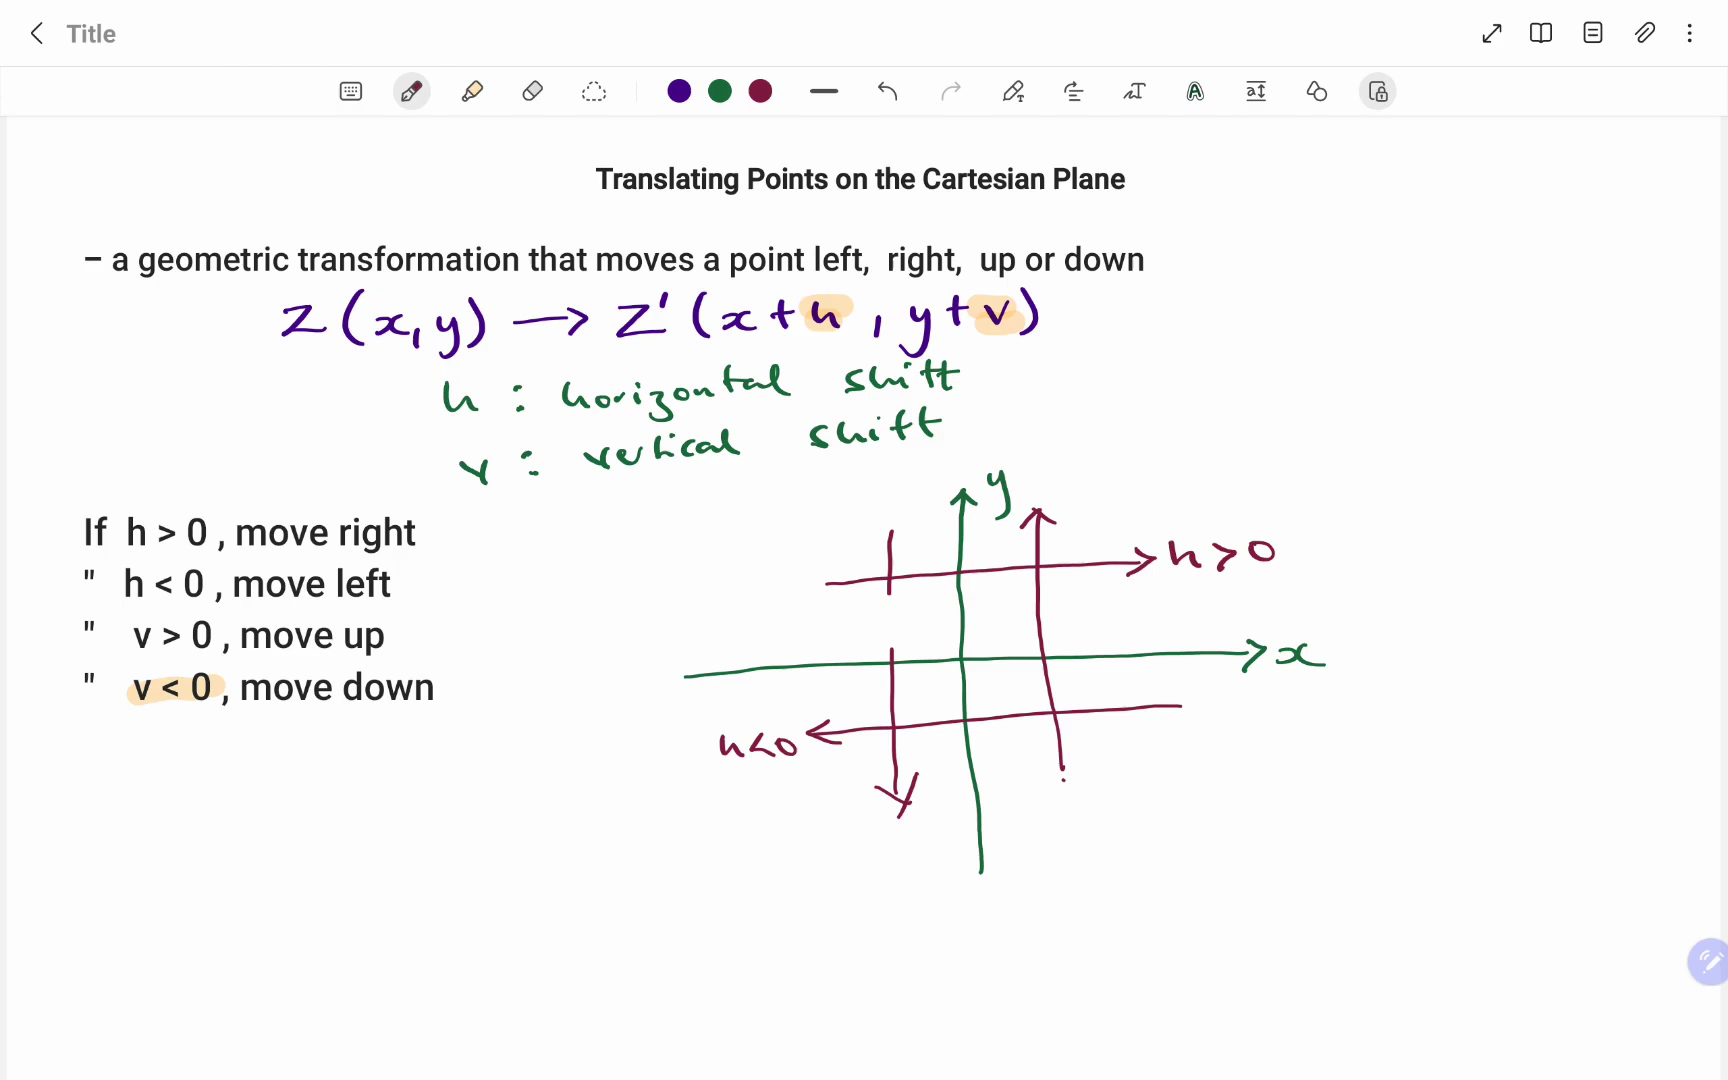 Title
Translating Points on the Cartesian Plane
– a geometric transformation that moves a point left, right, up or down
Z(x,y) → Z'(x+h, y+v)
h : horizontal shift
v : vertical shift
If h > 0, move right
" h < 0, move left
" v > 0, move up
" v < 0, move down
y
h>0
x
h<0